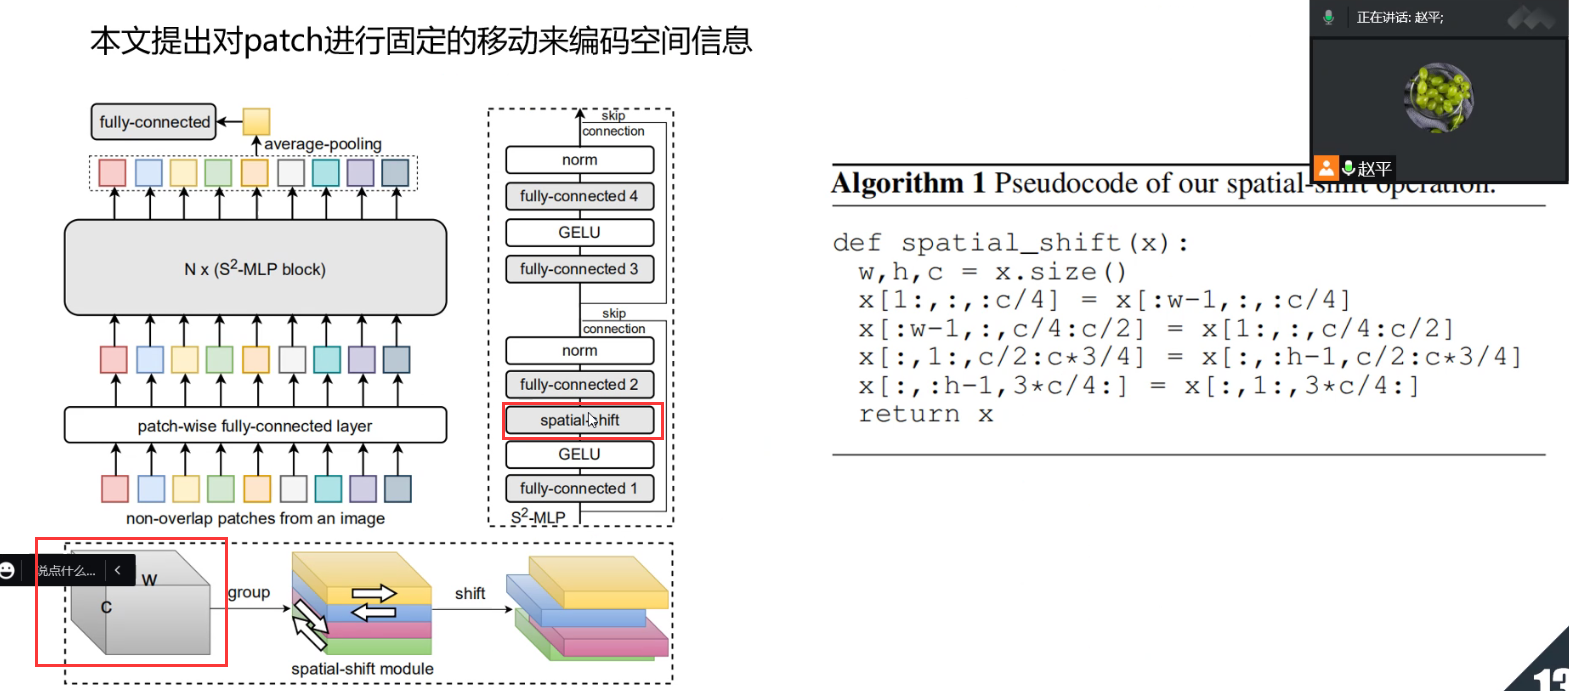 本文提出对patch进行固定的移动来编码空间信息
正在讲话: 赵平;
赵平
fully-connected
average-pooling
N x (S²-MLP block)
patch-wise fully-connected layer
non-overlap patches from an image
skip
connection
norm
fully-connected 4
GELU
fully-connected 3
skip
connection
norm
fully-connected 2
spatial-shift
GELU
fully-connected 1
S²-MLP
说点什么...
w
c
group
shift
spatial-shift module
Algorithm 1 Pseudocode of our spatial-shift operation.
def spatial_shift(x):
w,h,c = x.size()
x[1:,:,:c/4] = x[:w-1,:,:c/4]
x[:w-1,:,c/4:c/2] = x[1:,:,c/4:c/2]
x[:,1:,c/2:c*3/4] = x[:,:h-1,c/2:c*3/4]
x[:,:h-1,3*c/4:] = x[:,1:,3*c/4:]
return x
13